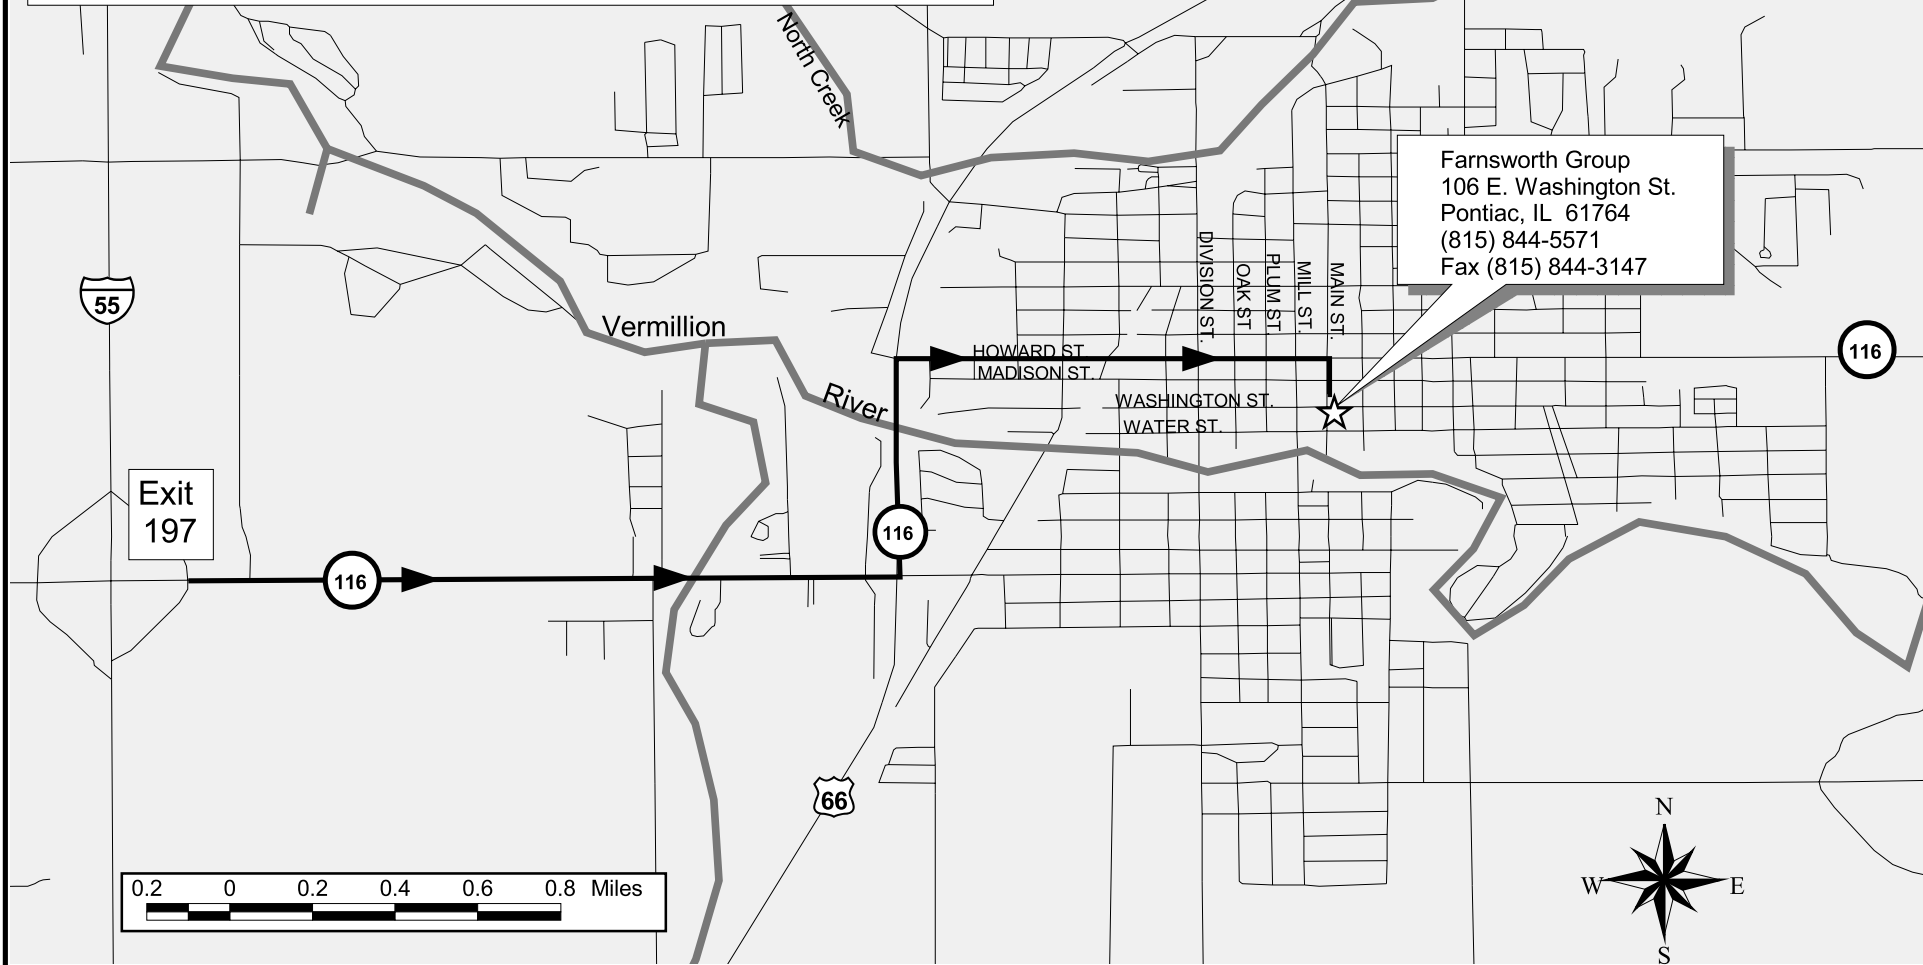 North Creek
Farnsworth Group
106 E. Washington St.
Pontiac, IL  61764
(815) 844-5571
Fax (815) 844-3147
DIVISION ST.
OAK ST
PLUM ST.
MILL ST.
MAIN ST.
55
Vermillion
116
HOWARD ST
MADISON ST.
River
WASHINGTON ST.
WATER ST.
Exit
197
116
116
66
N
W
E
S
0.2 0 0.2 0.4 0.6 0.8 Miles